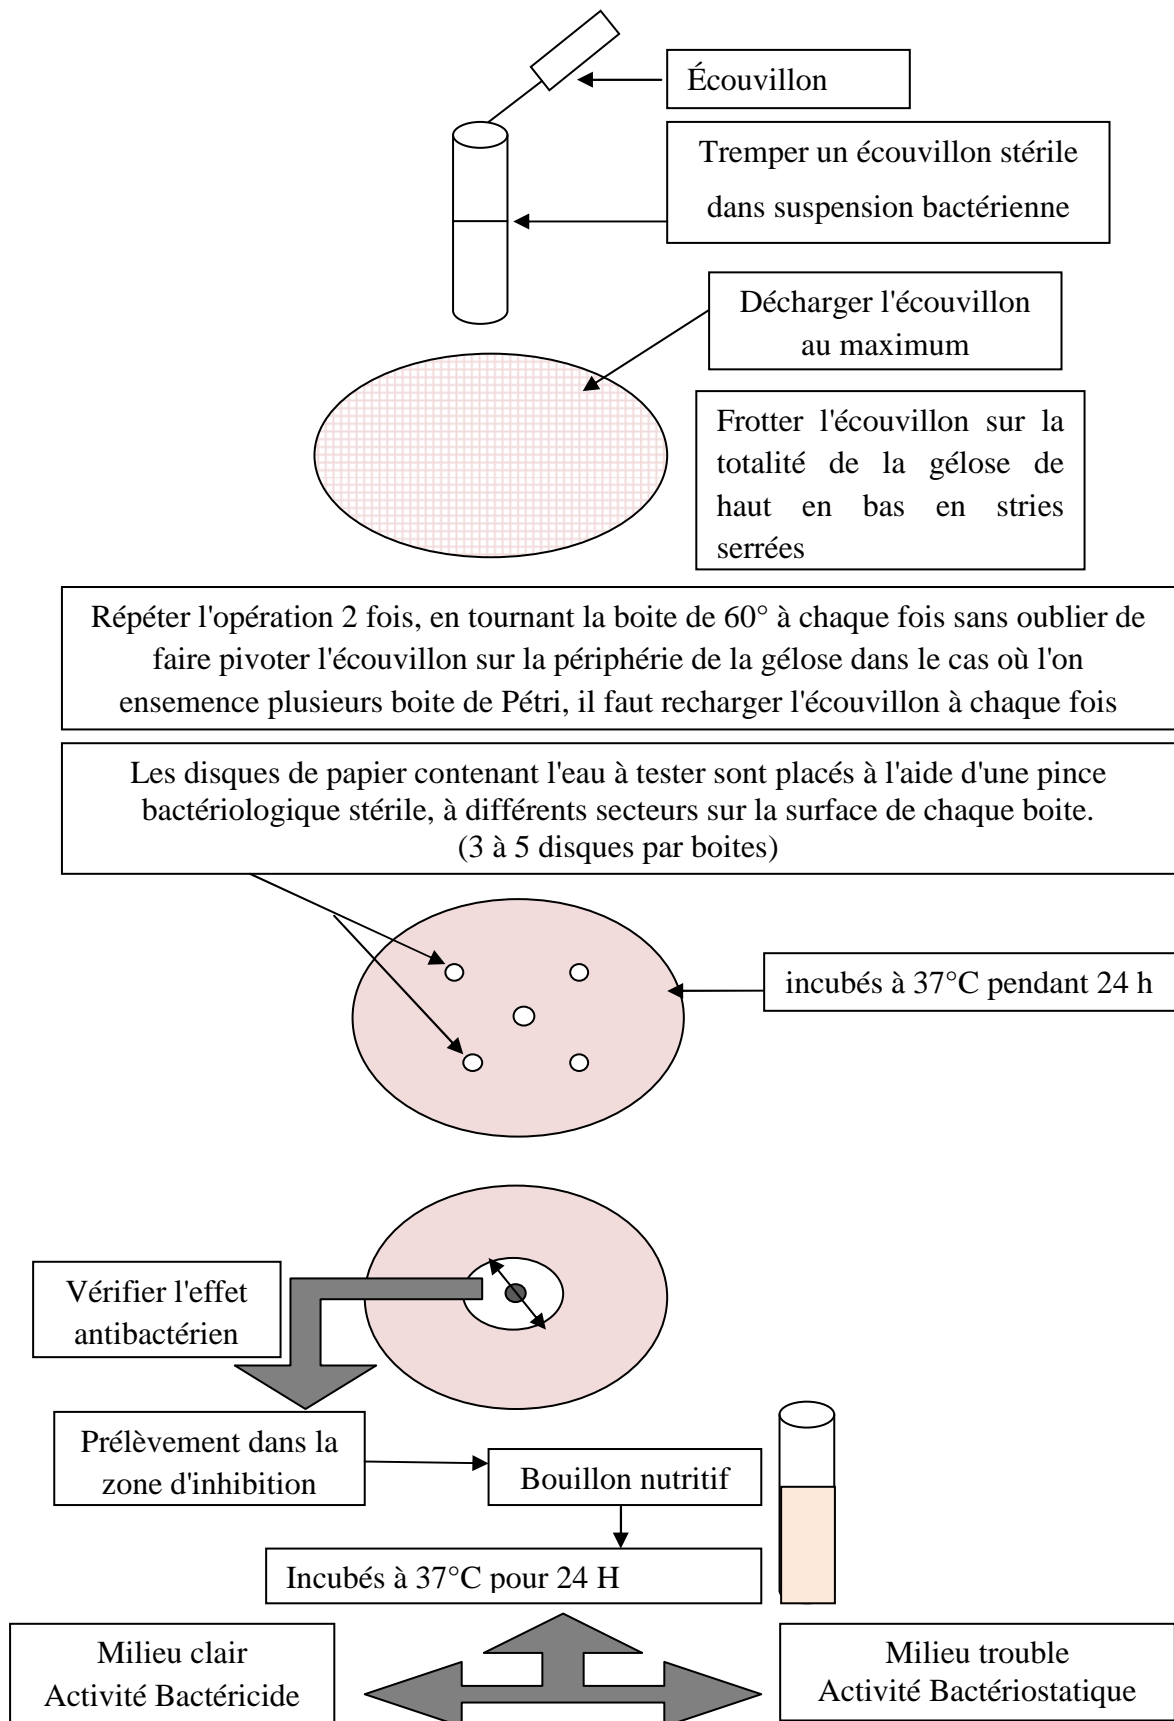 Écouvillon
Tremper un écouvillon stérile
dans suspension bactérienne
Décharger l'écouvillon
au maximum
Frotter l'écouvillon sur la
totalité de la gélose de
haut en bas en stries
serrées
Répéter l'opération 2 fois, en tournant la boite de 60° à chaque fois sans oublier de
faire pivoter l'écouvillon sur la périphérie de la gélose dans le cas où l'on
ensemence plusieurs boite de Pétri, il faut recharger l'écouvillon à chaque fois
Les disques de papier contenant l'eau à tester sont placés à l'aide d'une pince
bactériologique stérile, à différents secteurs sur la surface de chaque boite.
(3 à 5 disques par boites)
incubés à 37°C pendant 24 h
Vérifier l'effet
antibactérien
Prélèvement dans la
zone d'inhibition
Bouillon nutritif
Incubés à 37°C pour 24 H
Milieu clair
Activité Bactéricide
Milieu trouble
Activité Bactériostatique